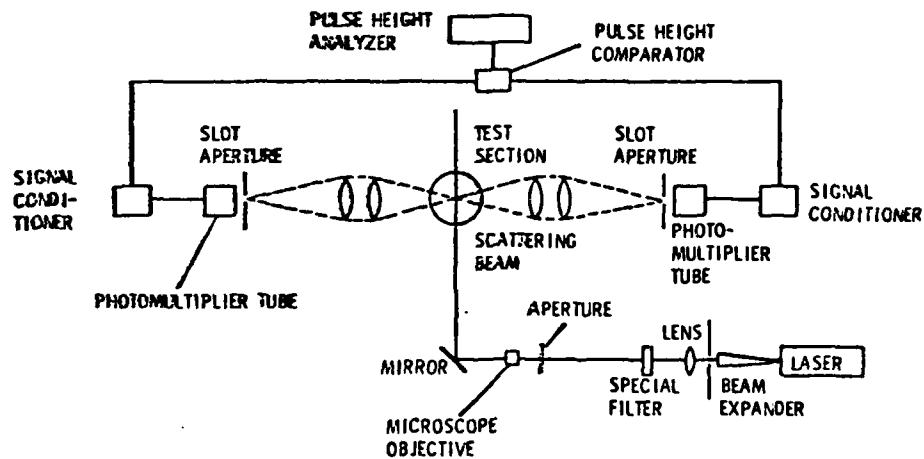 PULSE HEIGHT
ANALYZER
PULSE HEIGHT
COMPARATOR
SLOT
APERTURE
TEST
SECTION
SLOT
APERTURE
SIGNAL
CONDI-
TIONER
SIGNAL
CONDITIONER
SCATTERING
BEAM
PHOTO-
MULTIPLIER
TUBE
PHOTOMULTIPLIER TUBE
APERTURE
LENS
LASER
MIRROR
SPECIAL
FILTER
BEAM
EXPANDER
MICROSCOPE
OBJECTIVE